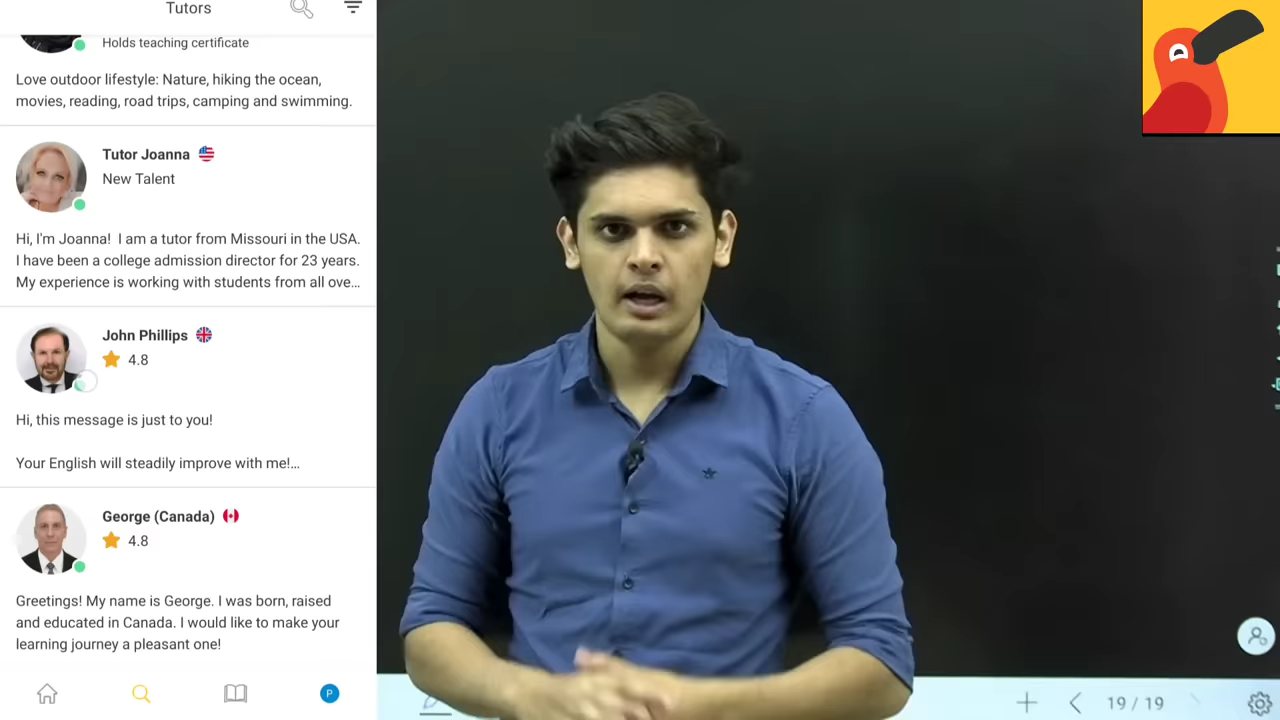 Tutors
Holds teaching certificate
Love outdoor lifestyle: Nature, hiking the ocean,
movies, reading, road trips, camping and swimming.
Tutor Joanna
New Talent
Hi, I'm Joanna!  I am a tutor from Missouri in the USA.
I have been a college admission director for 23 years.
My experience is working with students from all ove...
John Phillips
4.8
Hi, this message is just to you!
Your English will steadily improve with me!...
George (Canada)
4.8
Greetings! My name is George. I was born, raised
and educated in Canada. I would like to make your
learning journey a pleasant one!
P
19 / 19